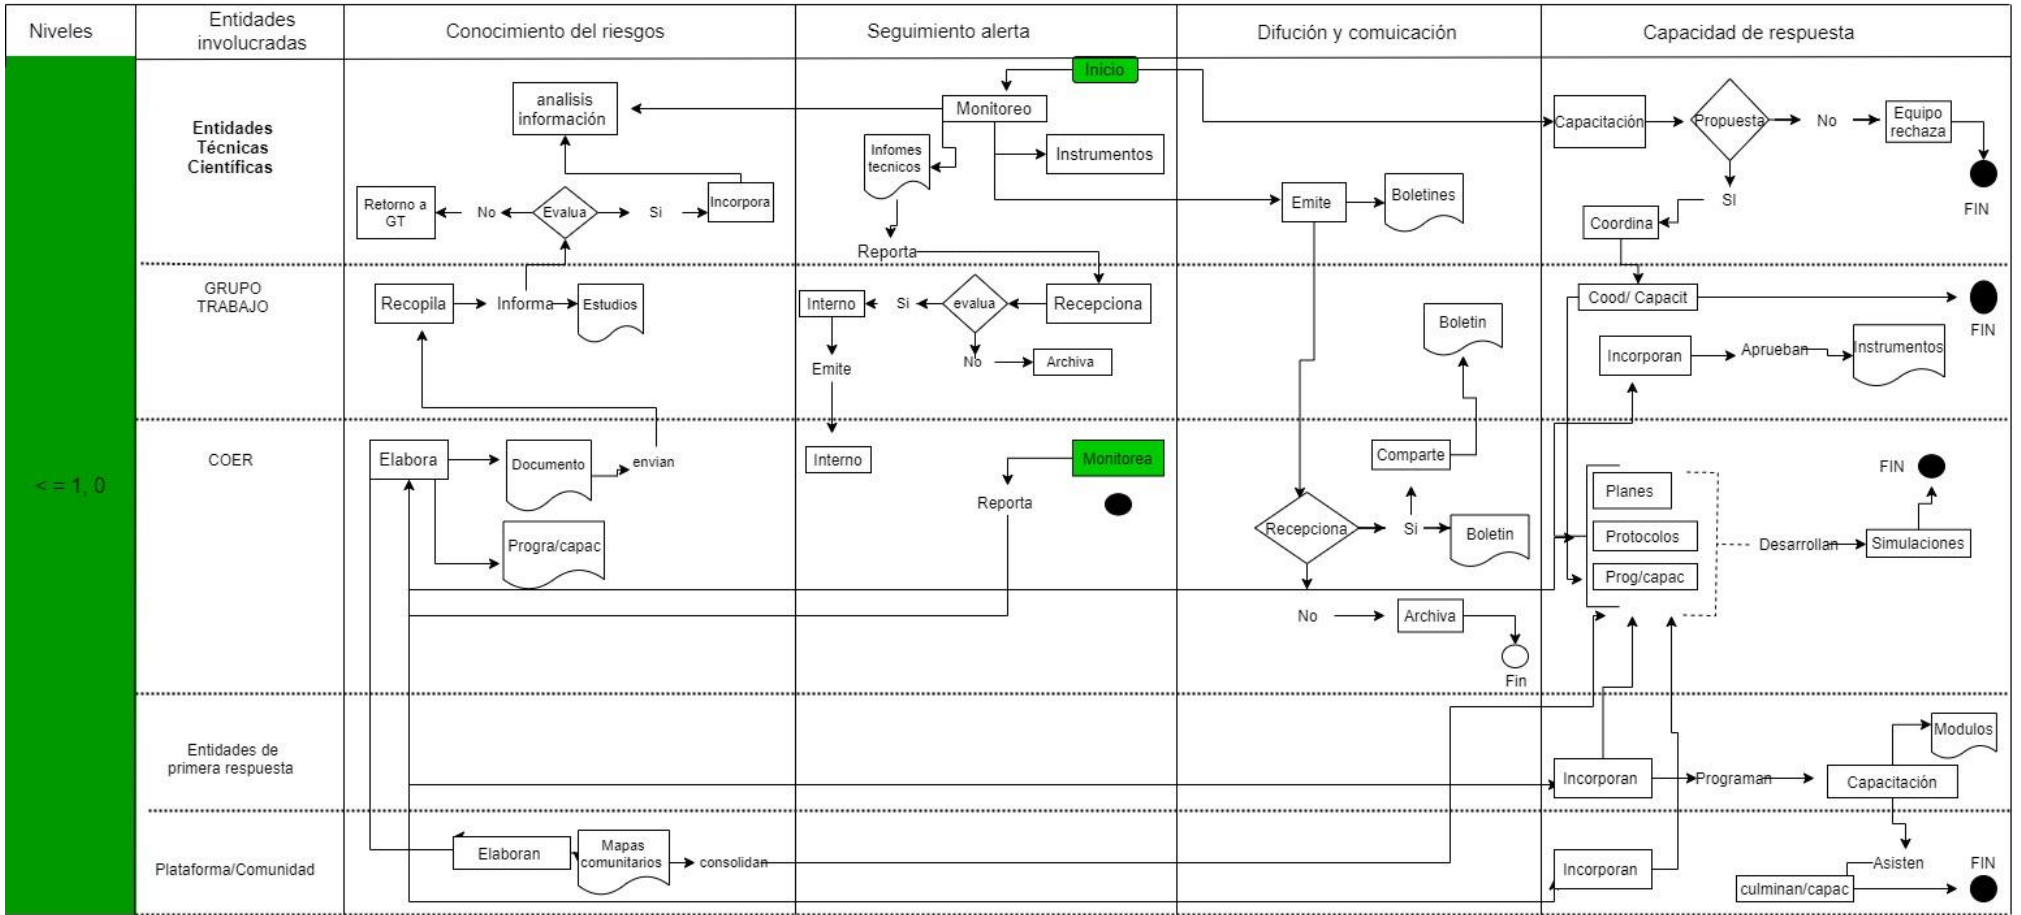 Niveles
Entidades
involucradas
Conocimiento del riesgos
Seguimiento alerta
Difución y comuicación
Capacidad de respuesta
< = 1, 0
Entidades
Técnicas
Científicas
analisis
información
Retorno a
GT
No
Evalua
Si
Incorpora
Inicio
Monitoreo
Infomes
tecnicos
Instrumentos
Reporta
Emite
Boletines
Capacitación
Propuesta
No
Equipo
rechaza
FIN
SI
Coordina
GRUPO
TRABAJO
Recopila
Informa
Estudios
Interno
Si
evalua
Recepciona
Emite
No
Archiva
Boletin
Cood/ Capacit
FIN
Incorporan
Aprueban
Instrumentos
COER
Elabora
Documento
envian
Progra/capac
Interno
Monitorea
Reporta
Comparte
Recepciona
Si
Boletin
No
Archiva
Fin
Planes
Protocolos
Prog/capac
Desarrollan
Simulaciones
FIN
Entidades de
primera respuesta
Incorporan
Programan
Capacitación
Modulos
Plataforma/Comunidad
Elaboran
Mapas
comunitarios
consolidan
Incorporan
Asisten
culminan/capac
FIN